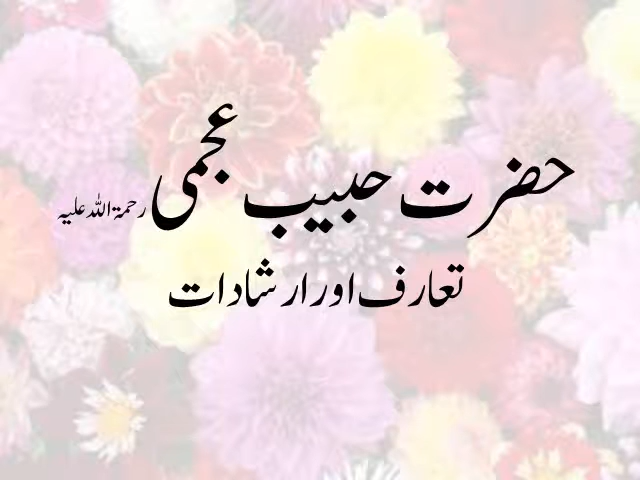 حضرت حبیب عجمی رحمۃ اللہ علیہ
تعارف اور ارشادات